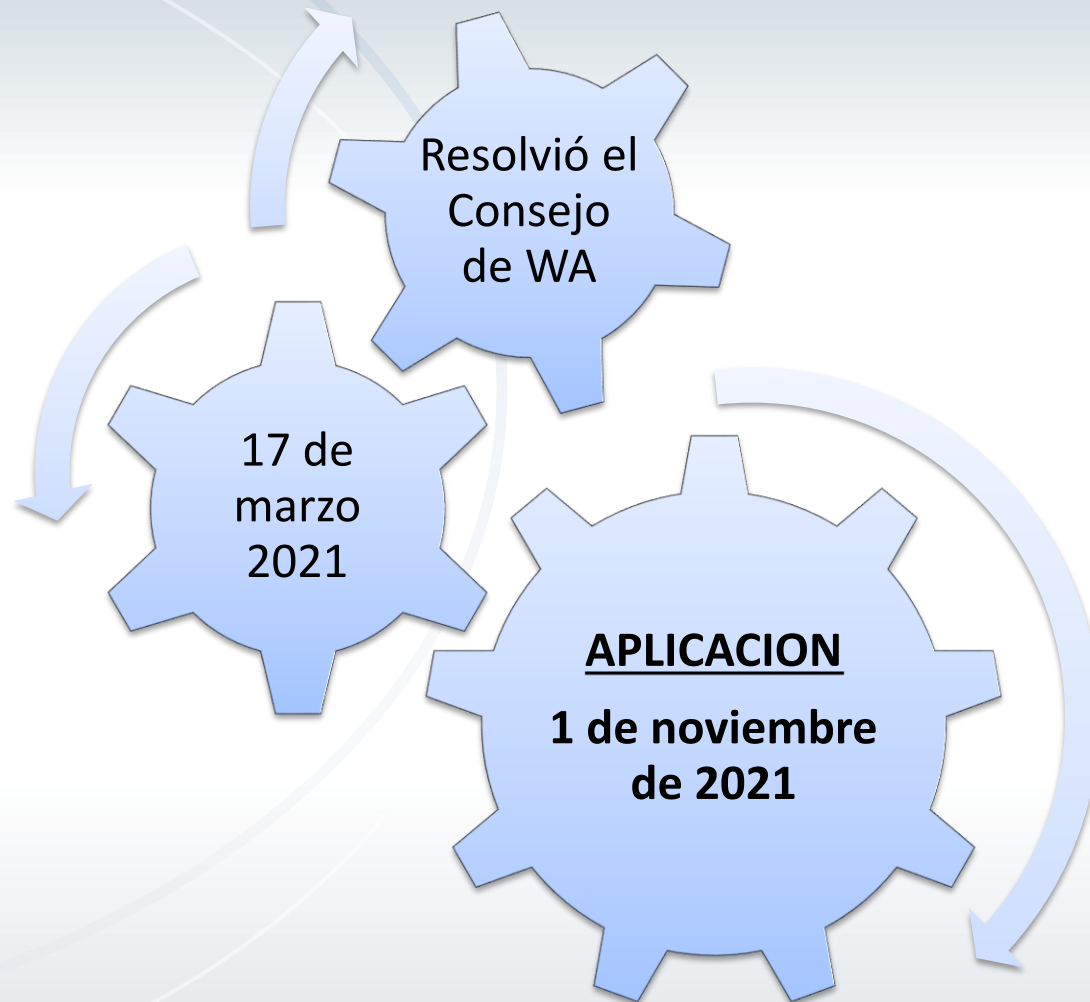 Resolvió el
Consejo
de WA
17 de
marzo
2021
APLICACION
1 de noviembre
de 2021